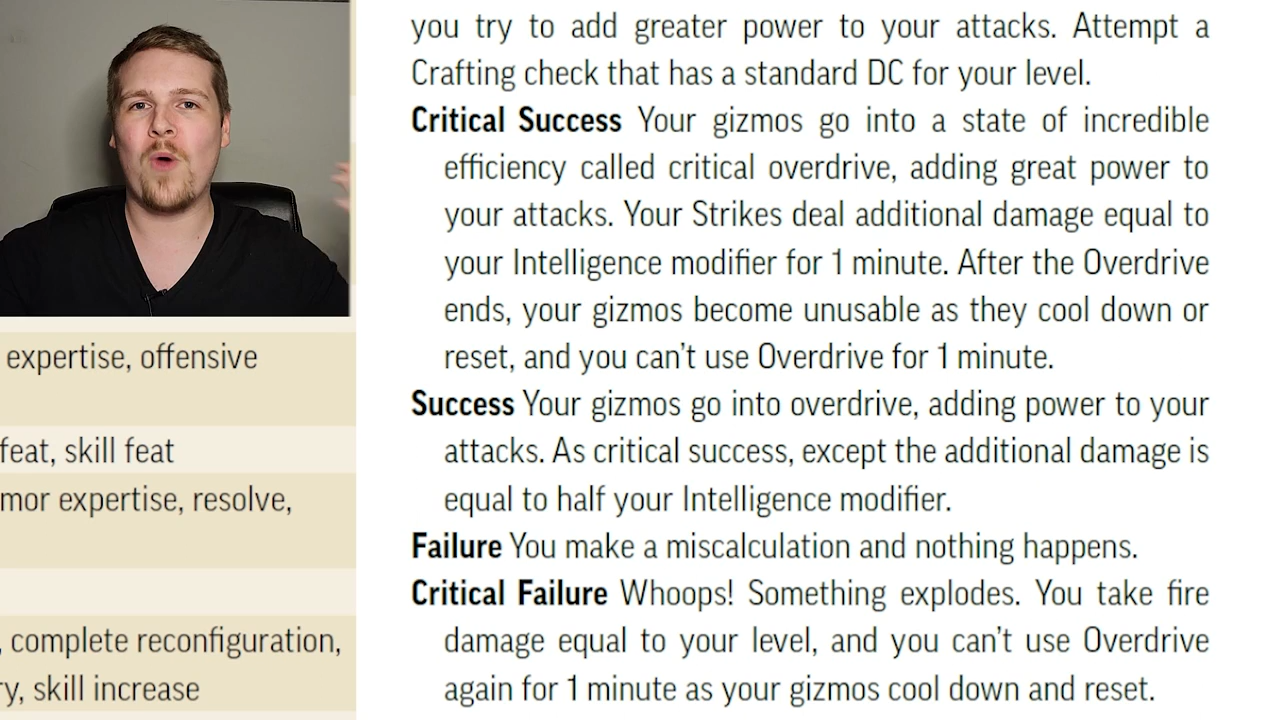 expertise, offensive
feat, skill feat
mor expertise, resolve,
, complete reconfiguration,
ry, skill increase
you try to add greater power to your attacks. Attempt a
Crafting check that has a standard DC for your level.
Critical Success Your gizmos go into a state of incredible
efficiency called critical overdrive, adding great power to
your attacks. Your Strikes deal additional damage equal to
your Intelligence modifier for 1 minute. After the Overdrive
ends, your gizmos become unusable as they cool down or
reset, and you can't use Overdrive for 1 minute.
Success Your gizmos go into overdrive, adding power to your
attacks. As critical success, except the additional damage is
equal to half your Intelligence modifier.
Failure You make a miscalculation and nothing happens.
Critical Failure Whoops! Something explodes. You take fire
damage equal to your level, and you can't use Overdrive
again for 1 minute as your gizmos cool down and reset.